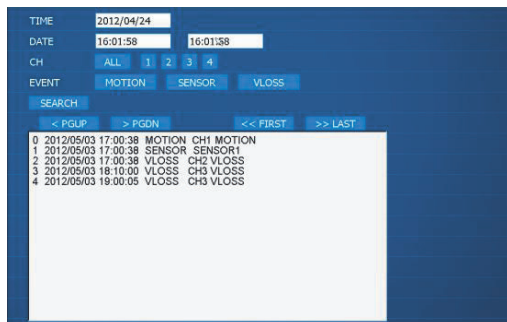 TIME 2012/04/24
DATE 16:01:58 16:01:58
CH ALL 1 2 3 4
EVENT MOTION SENSOR VLOSS
SEARCH
< PGUP > PGDN << FIRST >> LAST
0 2012/05/03 17:00:38 MOTION CH1 MOTION
1 2012/05/03 17:00:38 SENSOR SENSOR1
2 2012/05/03 17:00:38 VLOSS CH2 VLOSS
3 2012/05/03 18:10:00 VLOSS CH3 VLOSS
4 2012/05/03 19:00:05 VLOSS CH3 VLOSS